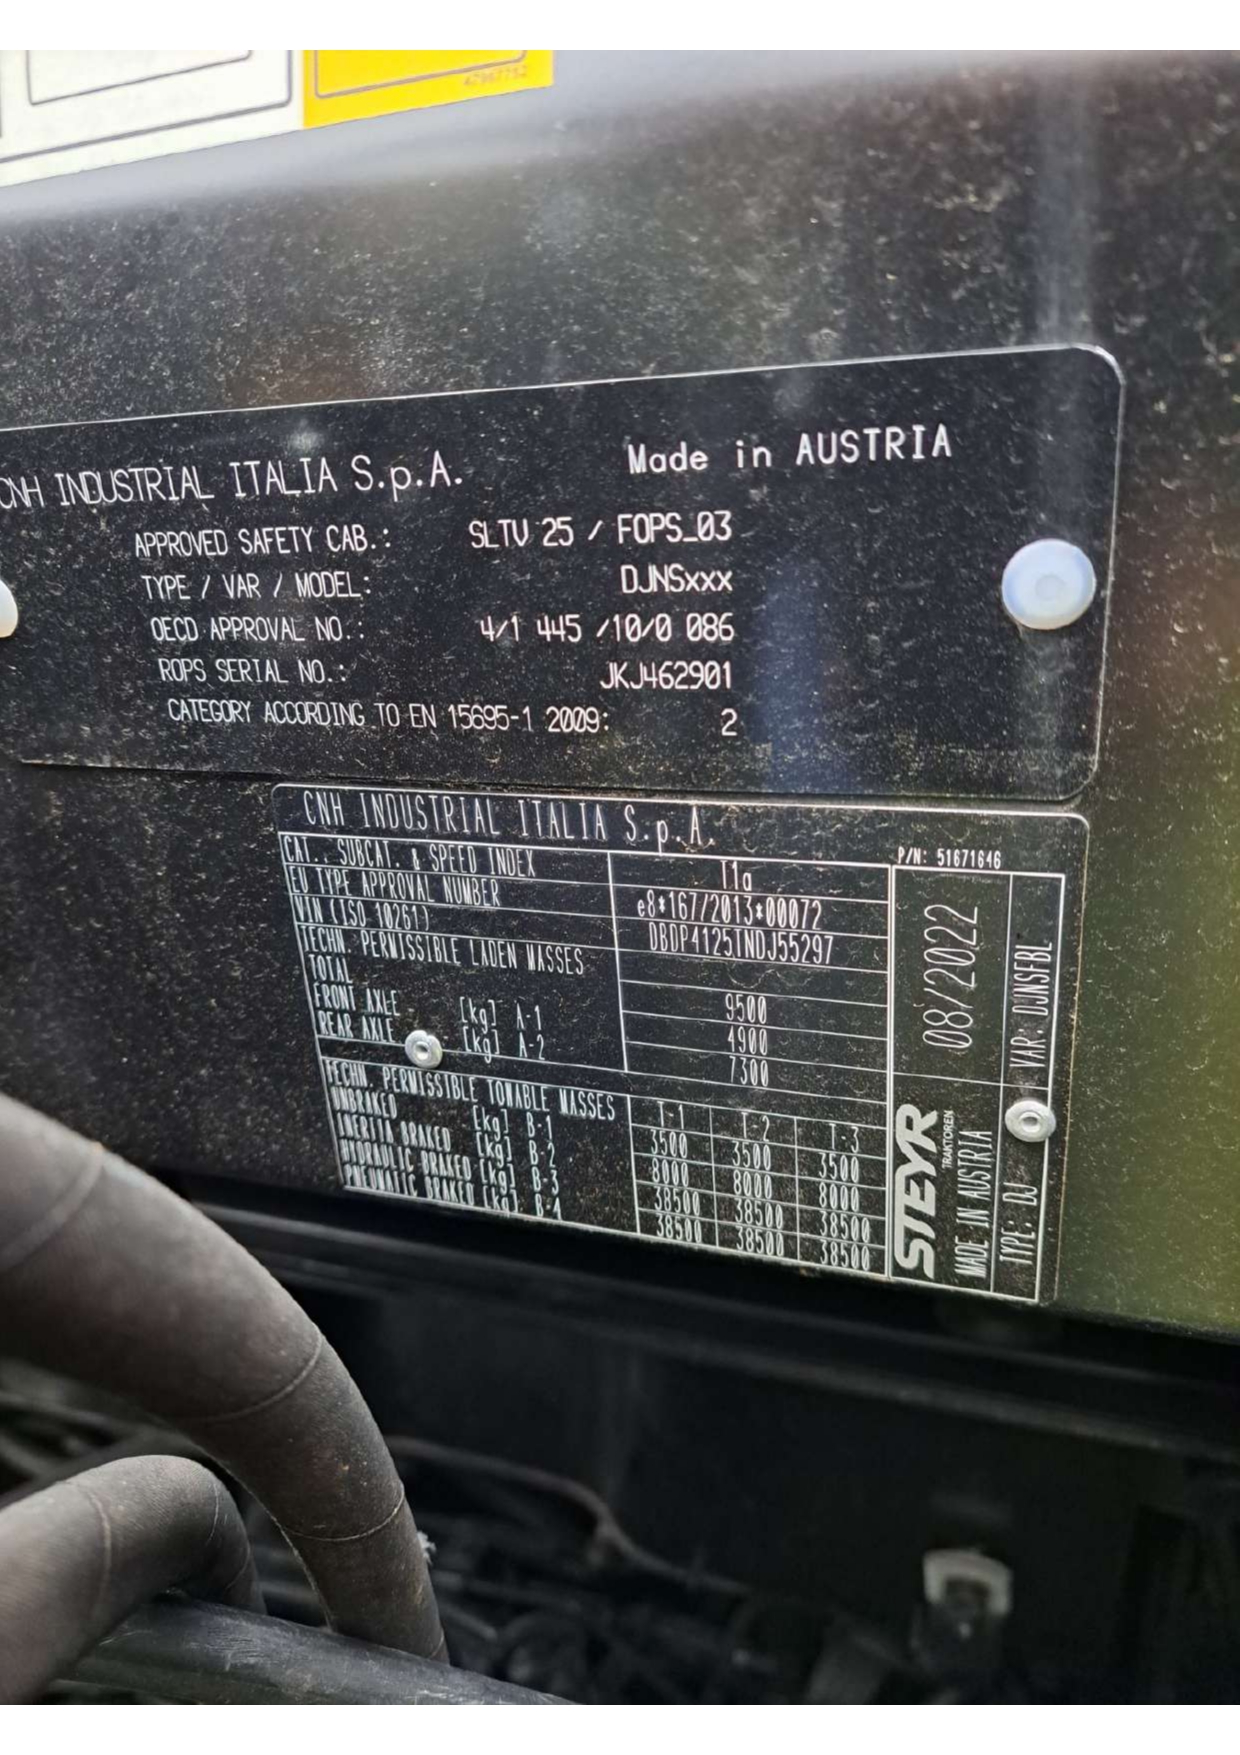 47967752
CNH INDUSTRIAL ITALIA S.p.A. Made in AUSTRIA
APPROVED SAFETY CAB.: SLTV 25 / FOPS_03
TYPE / VAR / MODEL: DJNSxxx
OECD APPROVAL NO.: 4/1 445 /10/0 086
ROPS SERIAL NO.: JKJ462901
CATEGORY ACCORDING TO EN 15695-1 2009: 2
CNH INDUSTRIAL ITALIA S.p.A.
P/N: 51671646
CAT., SUBCAT. & SPEED INDEX T1a
EU TYPE APPROVAL NUMBER e8*167/2013*00072
VIN (ISO 10261) DBDP4125TNDJ55297
TECHN. PERMISSIBLE LADEN MASSES
TOTAL 9500
FRONT AXLE [kg] A-1 4900
REAR AXLE [kg] A-2 7300
TECHN. PERMISSIBLE TOWABLE MASSES T-1 T-2 T-3
UNBRAKED [kg] B-1 3500 3500 3500
INERTIA BRAKED [kg] B-2 8000 8000 8000
HYDRAULIC BRAKED [kg] B-3 38500 38500 38500
PNEUMATIC BRAKED [kg] B-4 38500 38500 38500
08/2022
STEYR
TRAKTOREN
MADE IN AUSTRIA
TYPE: DJ VAR: DJNSFBL